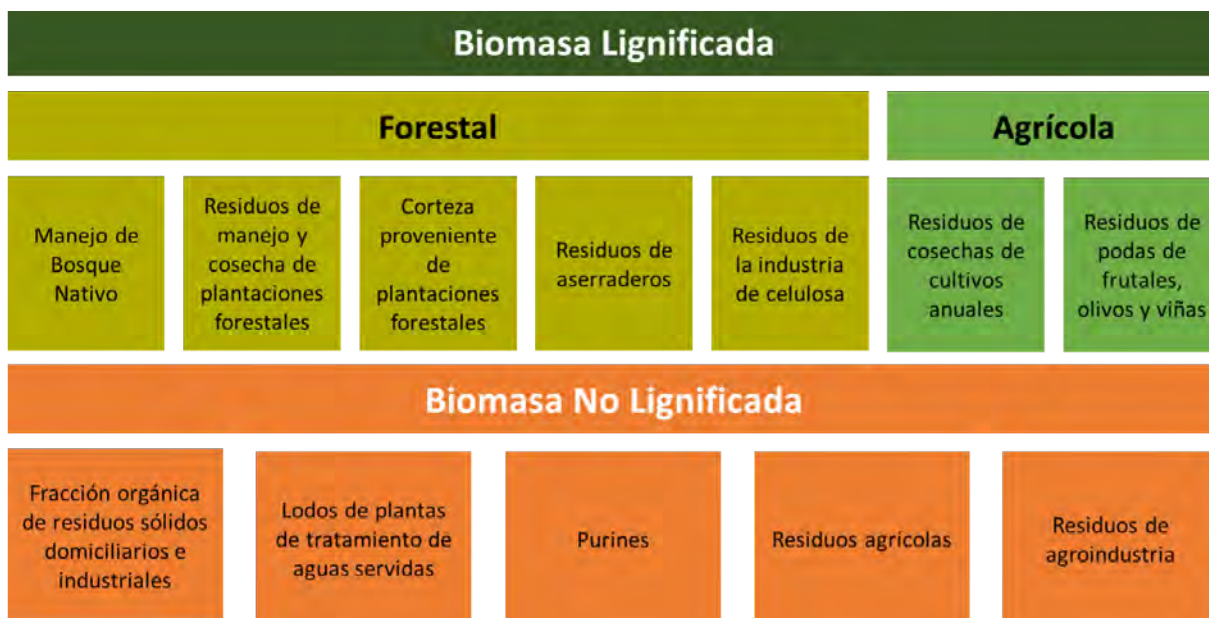 Biomasa Lignificada
Forestal
Agrícola
Manejo de
Bosque
Nativo
Residuos de
manejo y
cosecha de
plantaciones
forestales
Corteza
proveniente
de
plantaciones
forestales
Residuos de
aserraderos
Residuos de
la industria
de celulosa
Residuos de
cosechas de
cultivos
anuales
Residuos de
podas de
frutales,
olivos y viñas
Biomasa No Lignificada
Fracción orgánica
de residuos sólidos
domiciliarios e
industriales
Lodos de plantas
de tratamiento de
aguas servidas
Purines
Residuos agrícolas
Residuos de
agroindustria